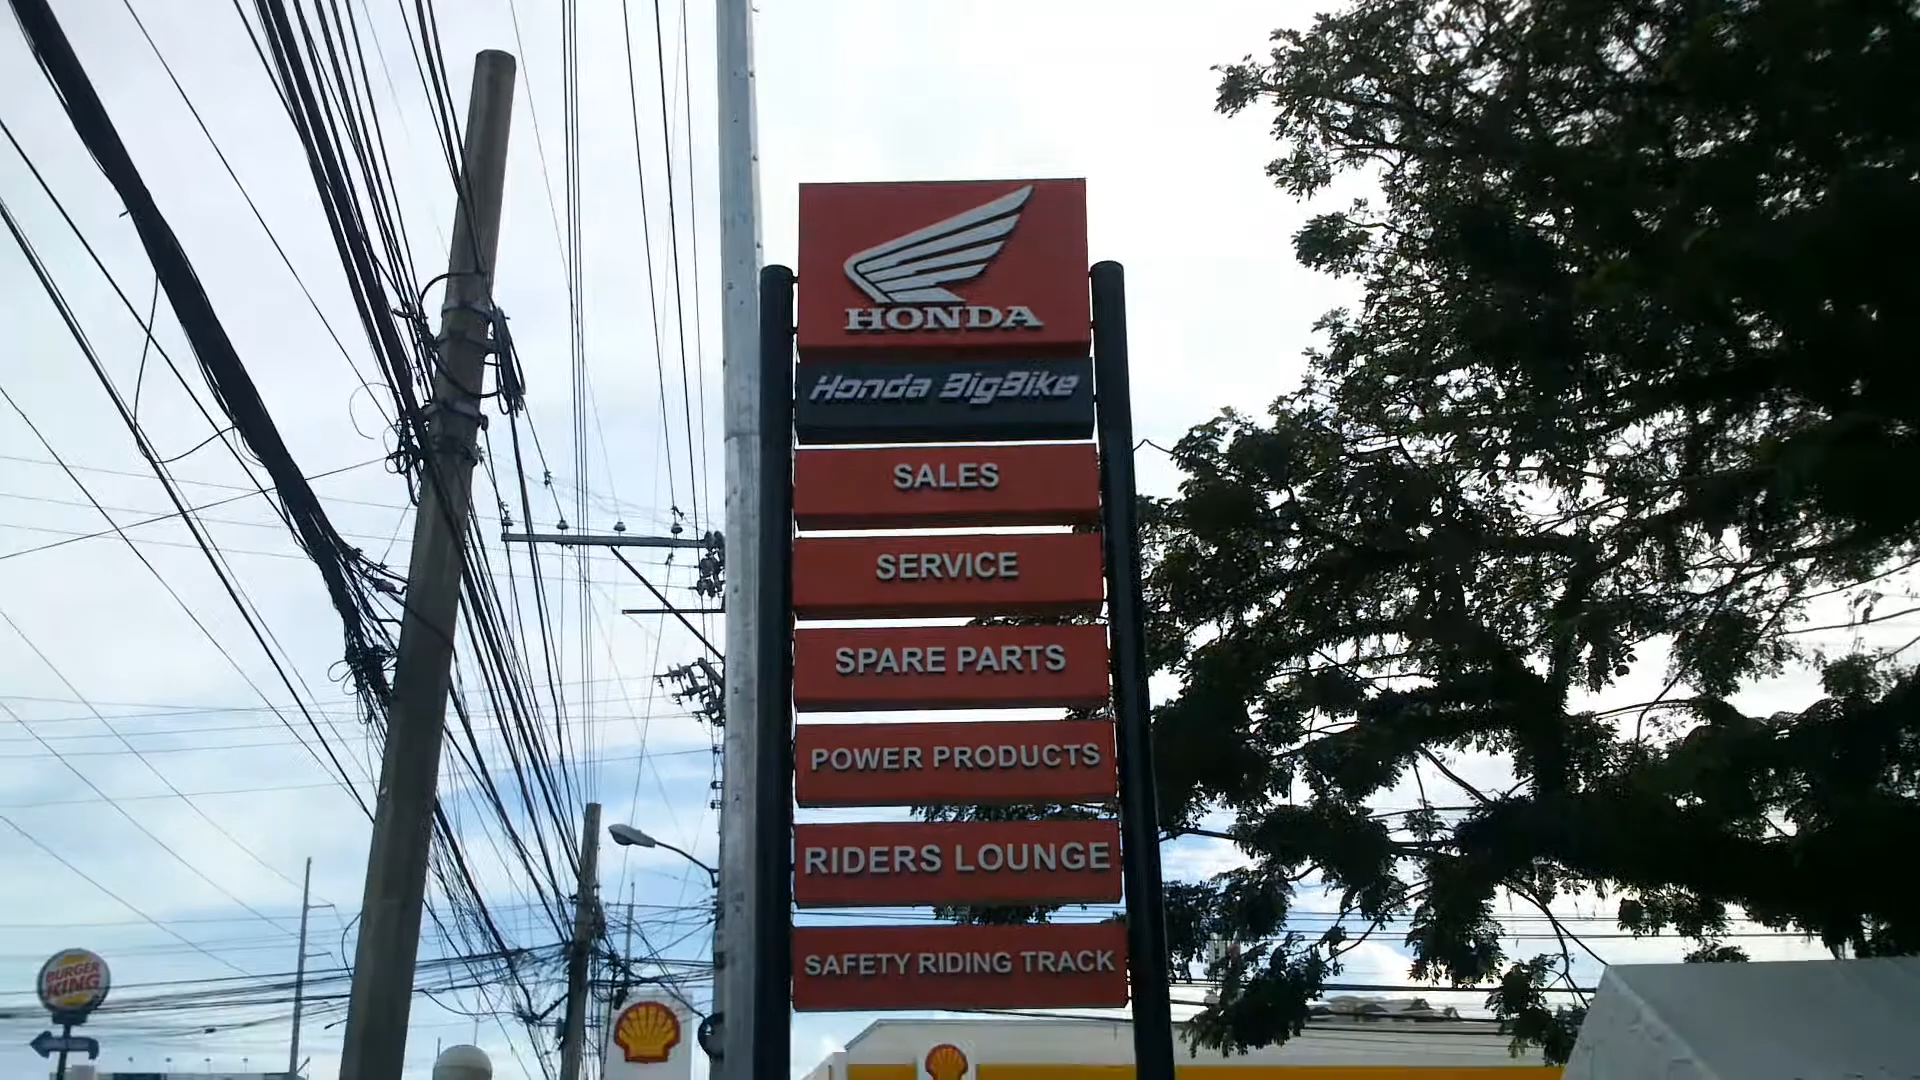 HONDA
Honda BigBike
SALES
SERVICE
SPARE PARTS
POWER PRODUCTS
RIDERS LOUNGE
SAFETY RIDING TRACK
BURGER
KING